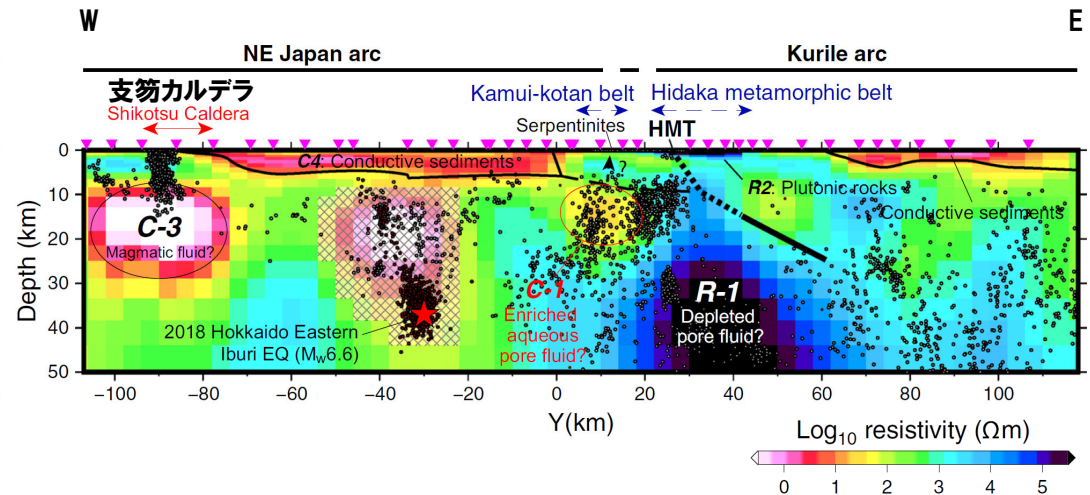 W
E
NE Japan arc
Kurile arc
支笏カルデラ
Shikotsu Caldera
Kamui-kotan belt
Hidaka metamorphic belt
Serpentinites
HMT
?
C4: Conductive sediments
R2: Plutonic rocks
Conductive sediments
C-3
Magmatic fluid?
C-1
Enriched
aqueous
pore fluid?
R-1
Depleted
pore fluid?
2018 Hokkaido Eastern
Iburi EQ (Mw6.6)
Depth (km)
0
10
20
30
40
50
−100
−80
−60
−40
−20
0
20
40
60
80
100
Y(km)
Log10 resistivity (Ωm)
0
1
2
3
4
5